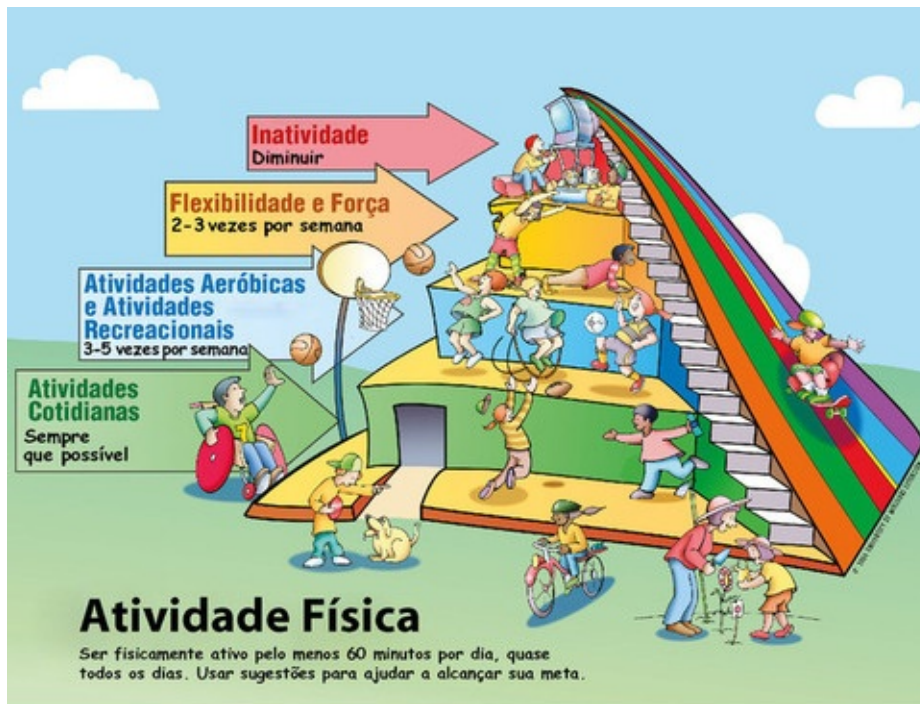 Inatividade
Diminuir
Flexibilidade e Força
2-3 vezes por semana
Atividades Aeróbicas
e Atividades
Recreacionais
3-5 vezes por semana
Atividades
Cotidianas
Sempre
que possível
Atividade Física
Ser fisicamente ativo pelo menos 60 minutos por dia, quase
todos os dias. Usar sugestões para ajudar a alcançar sua meta.